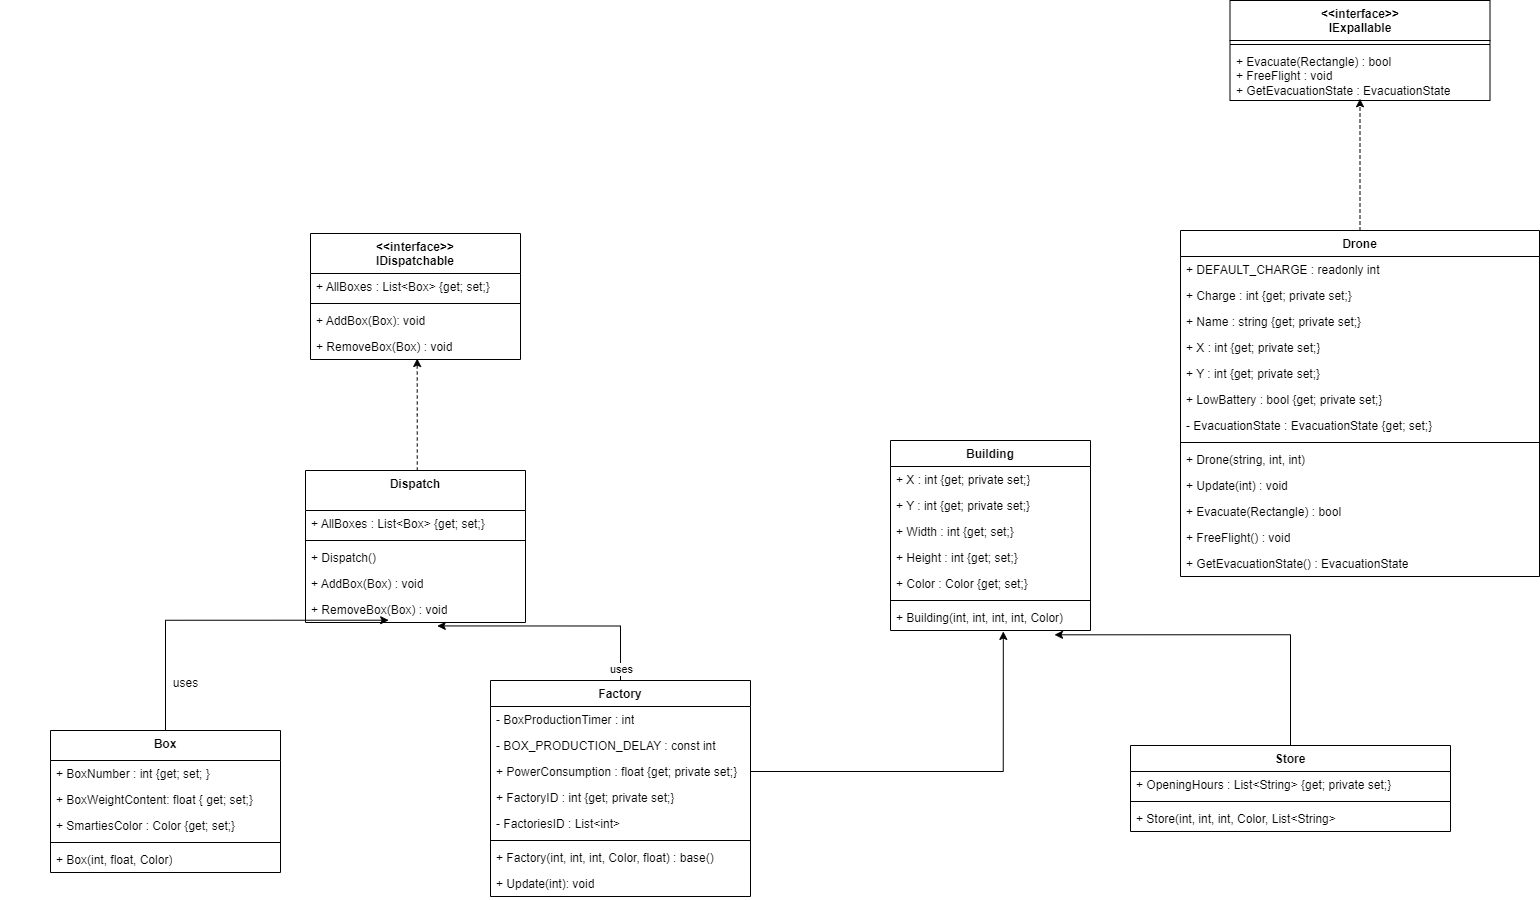 <<interface>>
IExpallable
+ Evacuate(Rectangle) : bool
+ FreeFlight : void
+ GetEvacuationState : EvacuationState
<<interface>>
IDispatchable
+ AllBoxes : List<Box> {get; set;}
+ AddBox(Box): void
+ RemoveBox(Box) : void
Drone
+ DEFAULT_CHARGE : readonly int
+ Charge : int {get; private set;}
+ Name : string {get; private set;}
+ X : int {get; private set;}
+ Y : int {get; private set;}
+ LowBattery : bool {get; private set;}
- EvacuationState : EvacuationState {get; set;}
+ Drone(string, int, int)
+ Update(int) : void
+ Evacuate(Rectangle) : bool
+ FreeFlight() : void
+ GetEvacuationState() : EvacuationState
Dispatch
+ AllBoxes : List<Box> {get; set;}
+ Dispatch()
+ AddBox(Box) : void
+ RemoveBox(Box) : void
Building
+ X : int {get; private set;}
+ Y : int {get; private set;}
+ Width : int {get; set;}
+ Height : int {get; set;}
+ Color : Color {get; set;}
+ Building(int, int, int, int, Color)
uses
uses
Box
+ BoxNumber : int {get; set; }
+ BoxWeightContent: float { get; set;}
+ SmartiesColor : Color {get; set;}
+ Box(int, float, Color)
Factory
- BoxProductionTimer : int
- BOX_PRODUCTION_DELAY : const int
+ PowerConsumption : float {get; private set;}
+ FactoryID : int {get; private set;}
- FactoriesID : List<int>
+ Factory(int, int, int, Color, float) : base()
+ Update(int): void
Store
+ OpeningHours : List<String> {get; private set;}
+ Store(int, int, int, Color, List<String>